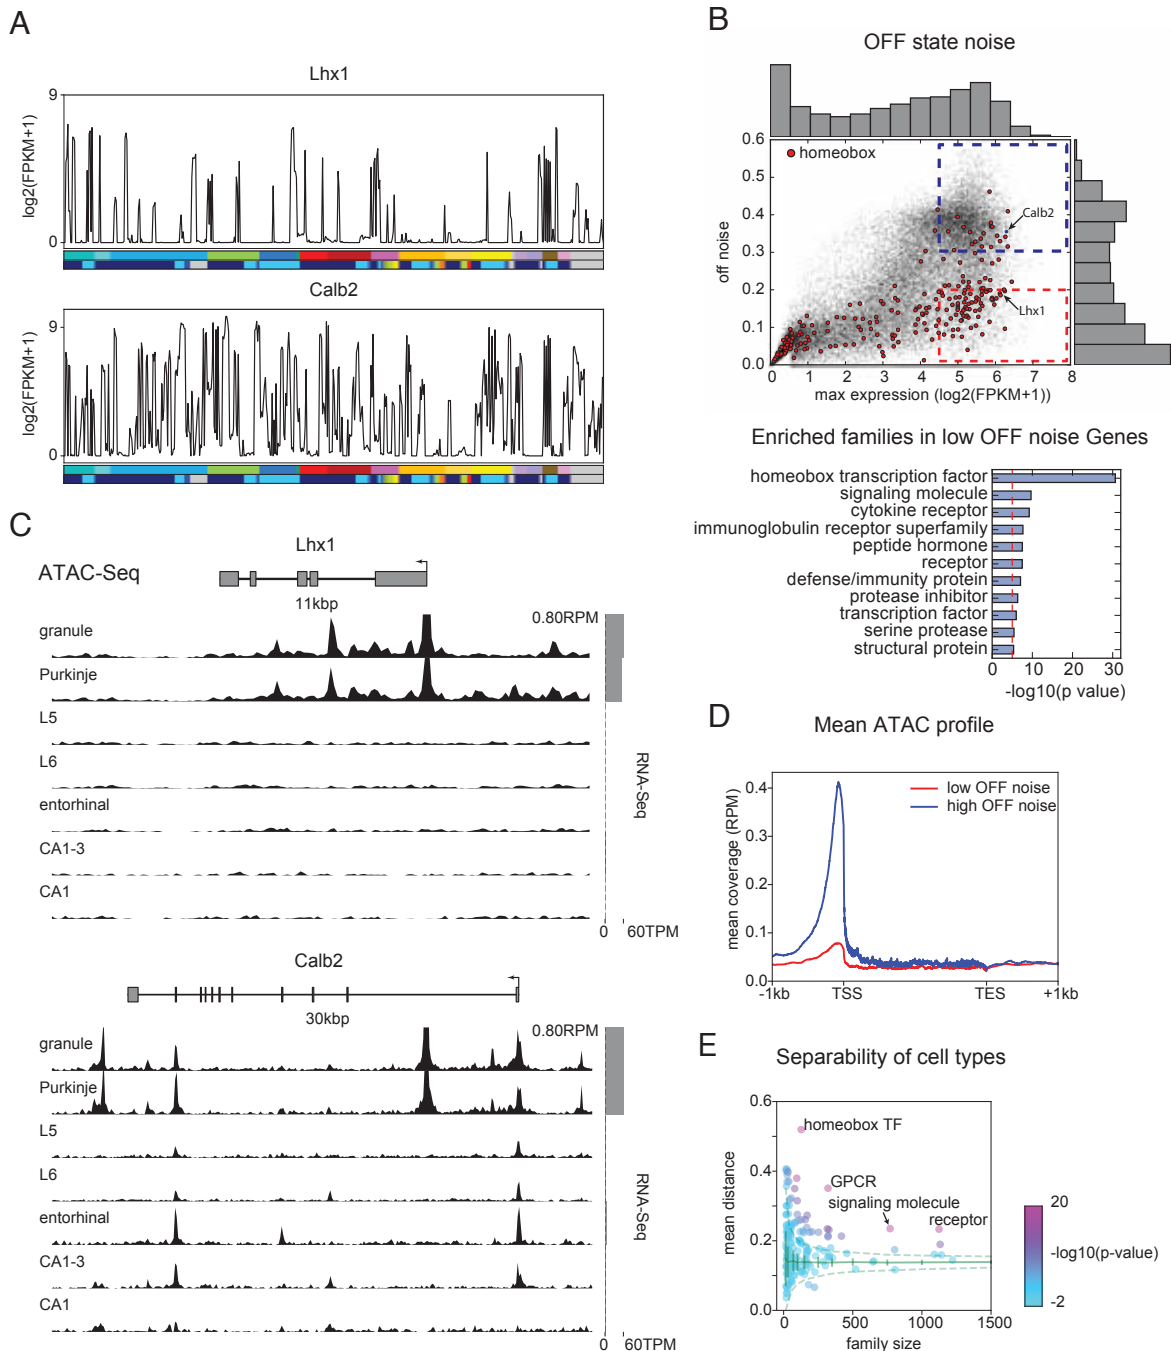 A
Lhx1
9
log2(FPKM+1)
0
Calb2
9
log2(FPKM+1)
0
B
OFF state noise
0.6
homeobox
0.5
Calb2
0.4
off noise
0.3
0.2
Lhx1
0.1
0.0
0 1 2 3 4 5 6 7 8
max expression (log2(FPKM+1))
Enriched families in low OFF noise Genes
homeobox transcription factor
signaling molecule
cytokine receptor
immunoglobulin receptor superfamily
peptide hormone
receptor
defense/immunity protein
protease inhibitor
transcription factor
serine protease
structural protein
0 10 20 30
-log10(p value)
C
Lhx1
ATAC-Seq
11kbp
0.80RPM
granule
Purkinje
L5
L6
entorhinal
CA1-3
CA1
RNA-Seq
0 60TPM
Calb2
30kbp
0.80RPM
granule
Purkinje
L5
L6
entorhinal
CA1-3
CA1
RNA-Seq
0 60TPM
D
Mean ATAC profile
0.4
low OFF noise
high OFF noise
0.3
mean coverage (RPM)
0.2
0.1
0.0
-1kb TSS TES +1kb
E
Separability of cell types
0.6
homeobox TF
0.4
GPCR
signaling molecule
receptor
mean distance
0.2
0.0
0 500 1000 1500
family size
20
-log10(p-value)
-2